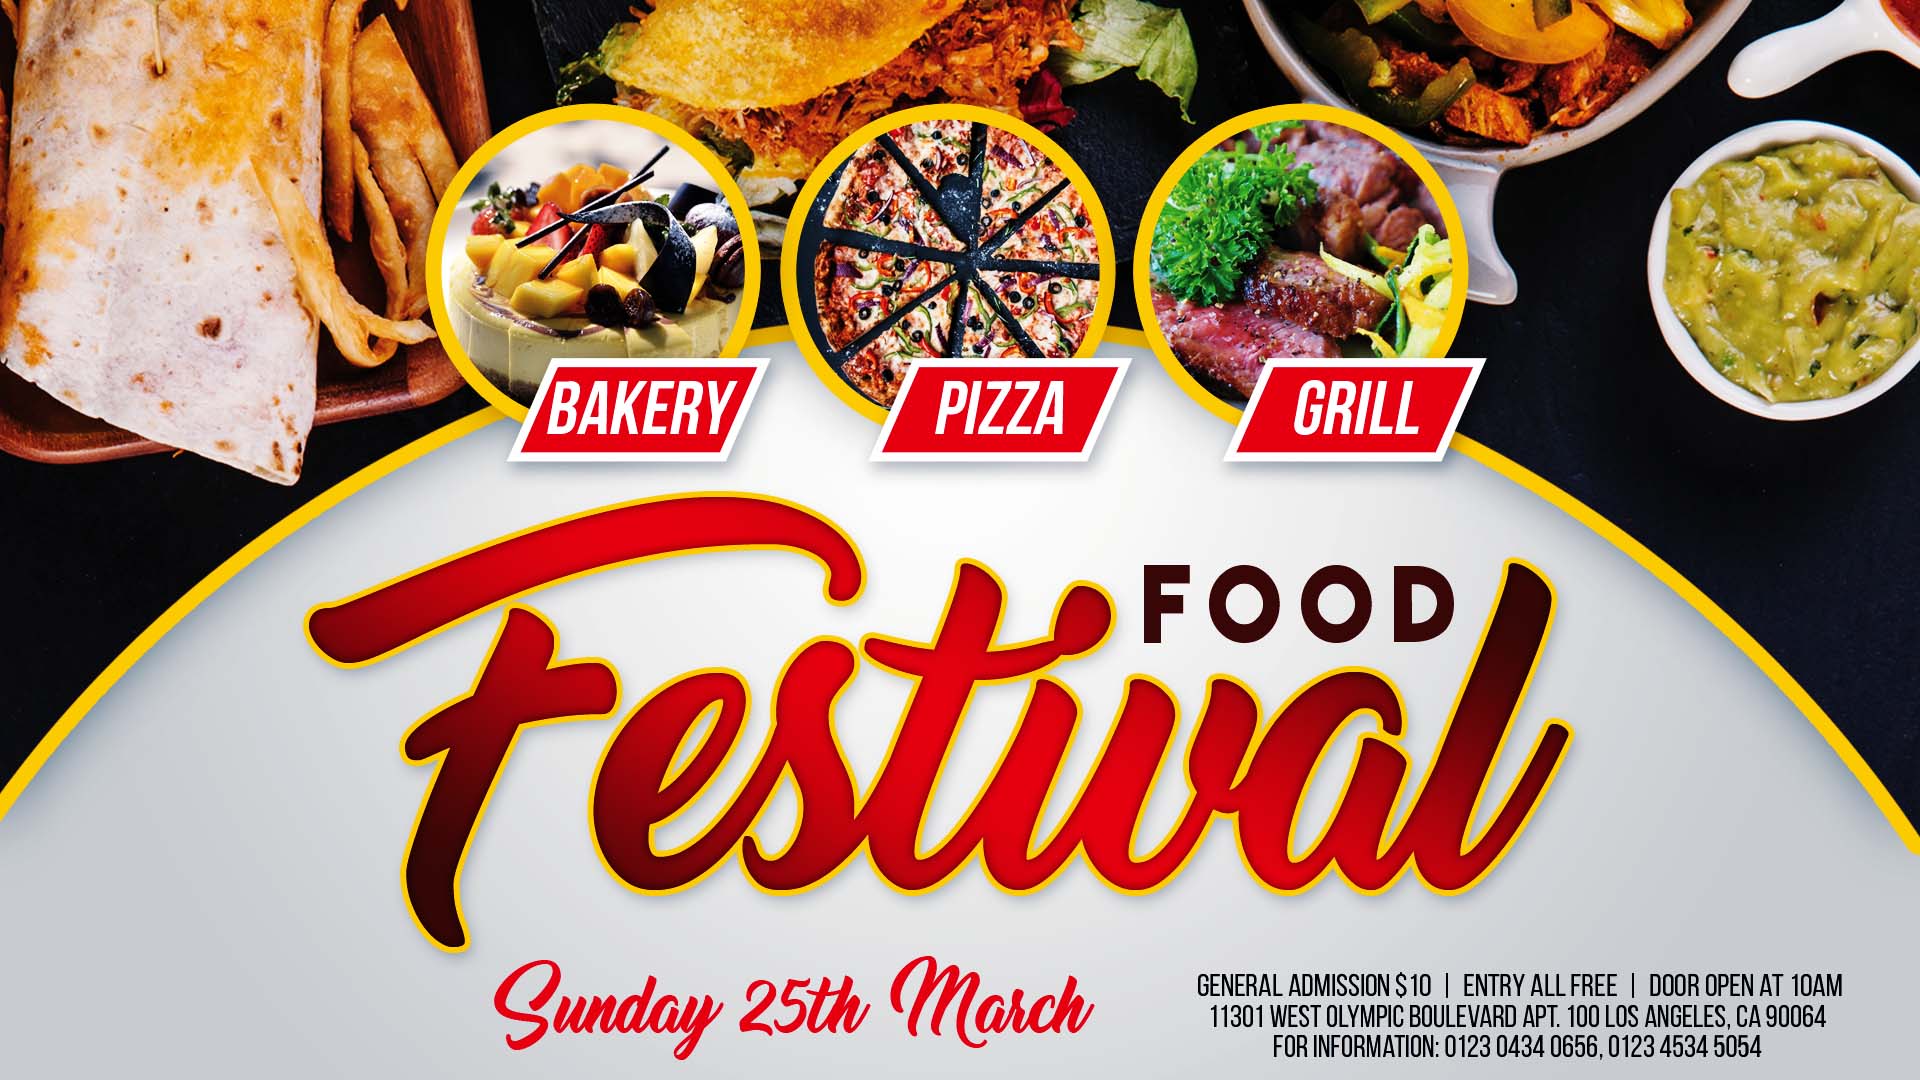 BAKERY
PIZZA
GRILL
FOOD
Festival
Sunday 25th March
GENERAL ADMISSION $10 | ENTRY ALL FREE | DOOR OPEN AT 10AM
11301 WEST OLYMPIC BOULEVARD APT. 100 LOS ANGELES, CA 90064
FOR INFORMATION: 0123 0434 0656, 0123 4534 5054